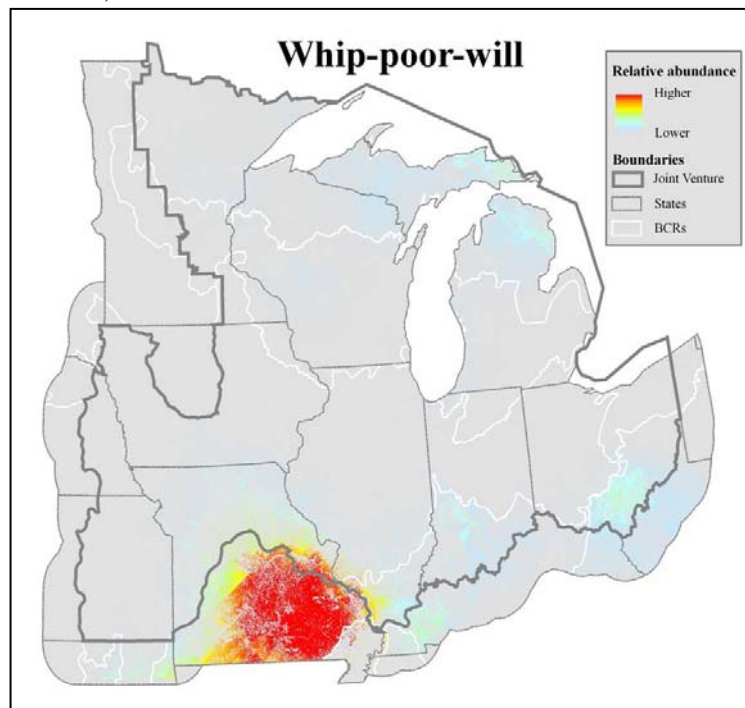 Whip-poor-will
Relative abundance
Higher
Lower
Boundaries
Joint Venture
States
BCRs